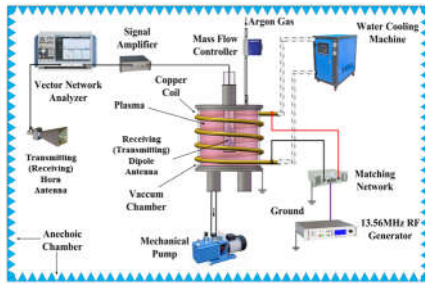 Argon Gas
Signal
Amplifier
Mass Flow
Controller
Water Cooling
Machine
Vector Network
Analyzer
Copper
Coil
Plasma
Receiving
(Transmitting)
Dipole
Antenna
Transmitting
(Receiving)
Horn
Antenna
Vaccum
Chamber
Matching
Network
Ground
13.56MHz RF
Generator
Mechanical
Pump
Anechoic
Chamber